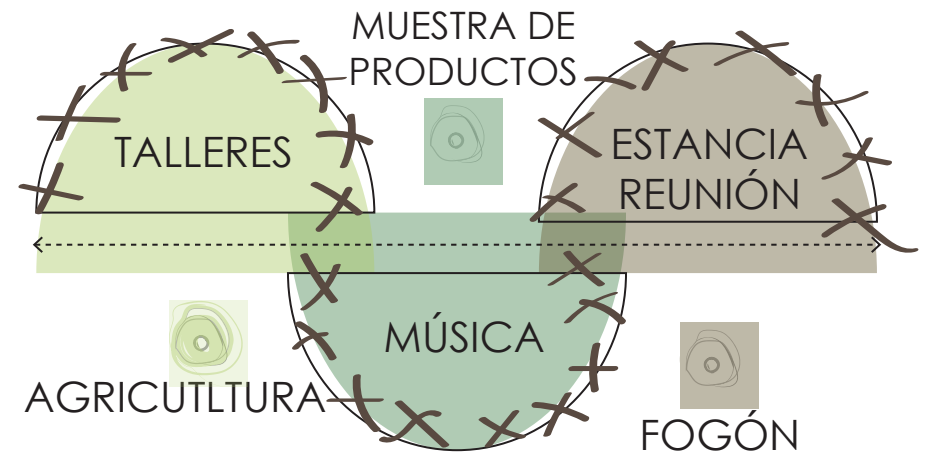 MUESTRA DE
PRODUCTOS
TALLERES
ESTANCIA
REUNIÓN
MÚSICA
AGRICUTLTURA
FOGÓN